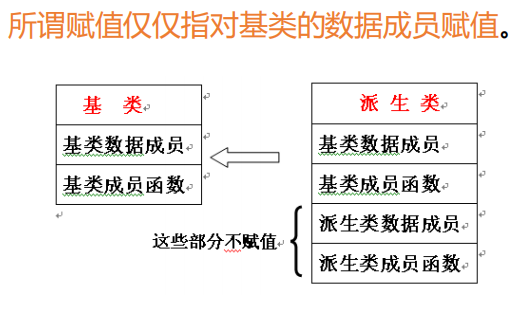 所谓赋值仅仅指对基类的数据成员赋值。
基 类
基类数据成员
基类成员函数
派 生 类
基类数据成员
基类成员函数
派生类数据成员
派生类成员函数
这些部分不赋值